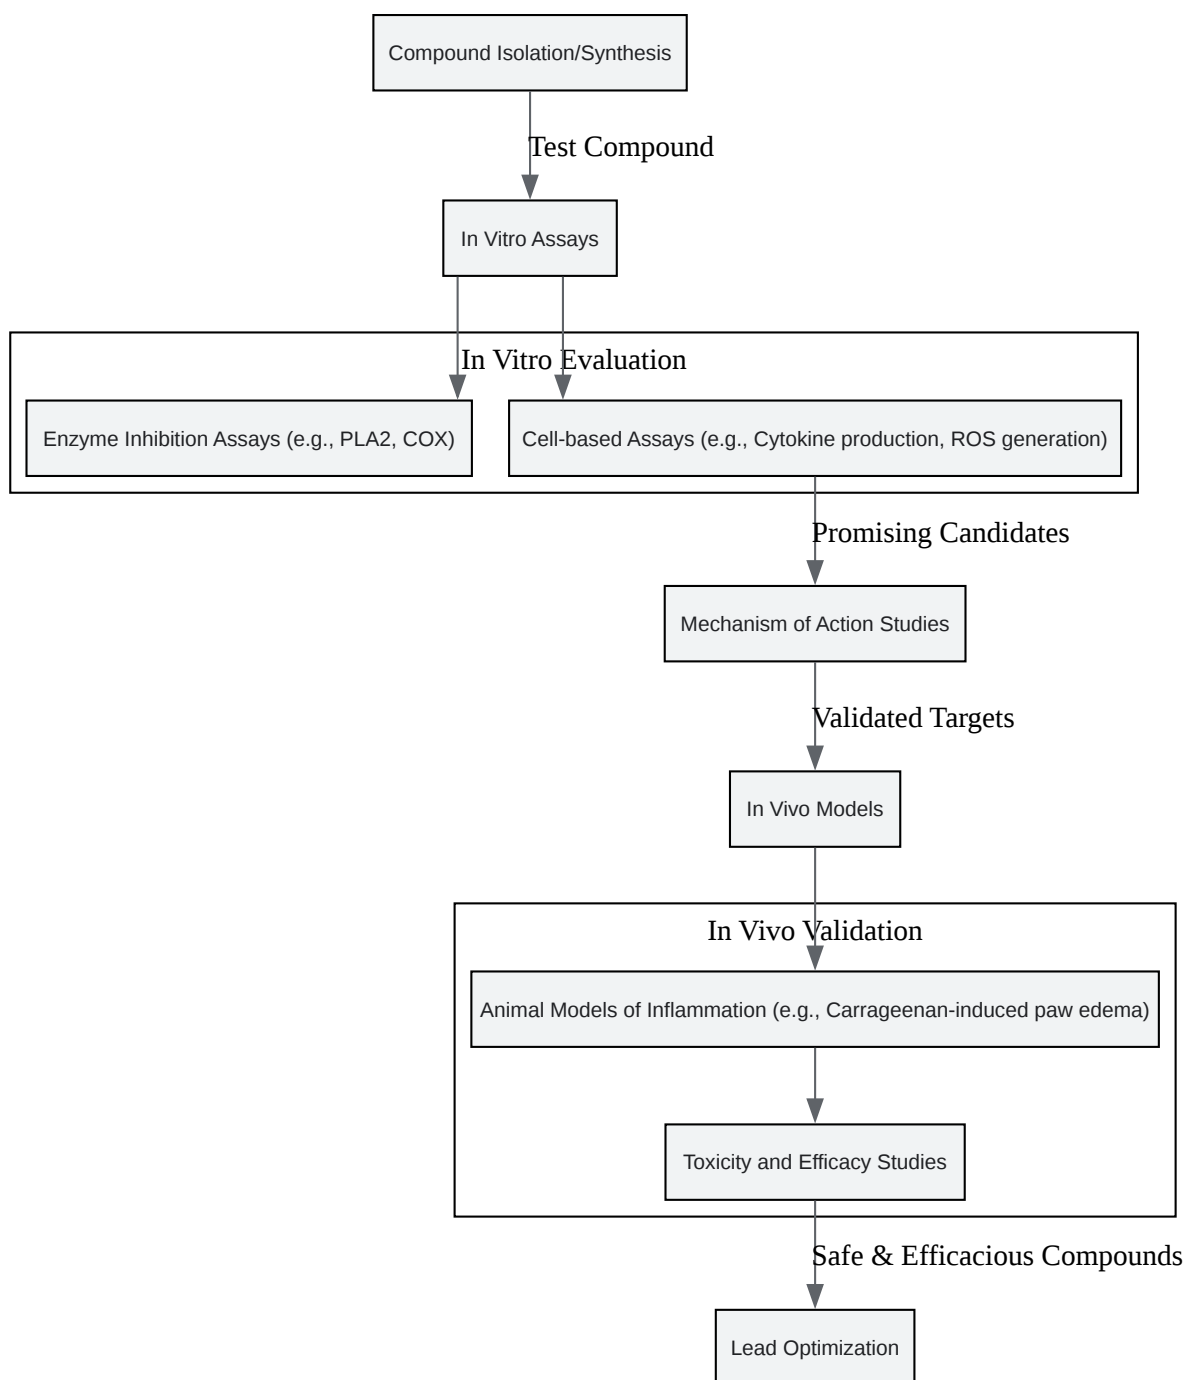 Compound Isolation/Synthesis
Test Compound
In Vitro Assays
In Vitro Evaluation
Enzyme Inhibition Assays (e.g., PLA2, COX)
Cell-based Assays (e.g., Cytokine production, ROS generation)
Promising Candidates
Mechanism of Action Studies
Validated Targets
In Vivo Models
In Vivo Validation
Animal Models of Inflammation (e.g., Carrageenan-induced paw edema)
Toxicity and Efficacy Studies
Safe & Efficacious Compounds
Lead Optimization